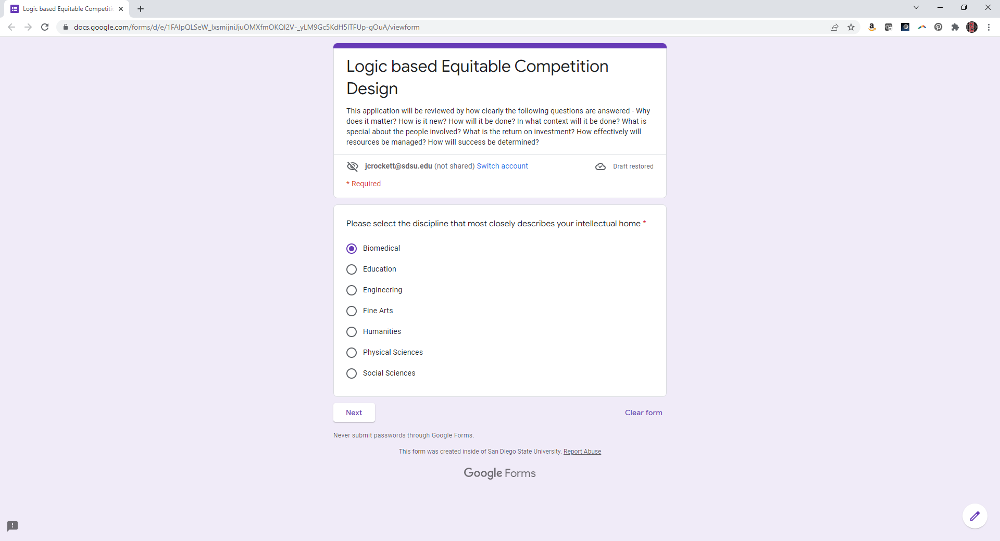 Logic based Equitable Competiti
docs.google.com/forms/d/e/1FAIpQLSeW_IxsmijniJjuOMXfmOKQI2V-_yLM9Gc5KdH5ITFUp-gOuA/viewform
Logic based Equitable Competition
Design
This application will be reviewed by how clearly the following questions are answered - Why
does it matter? How is it new? How will it be done? In what context will it be done? What is
special about the people involved? What is the return on investment? How effectively will
resources be managed? How will success be determined?
jcrockett@sdsu.edu (not shared) Switch account
Draft restored
* Required
Please select the discipline that most closely describes your intellectual home *
Biomedical
Education
Engineering
Fine Arts
Humanities
Physical Sciences
Social Sciences
Next
Clear form
Never submit passwords through Google Forms.
This form was created inside of San Diego State University. Report Abuse
Google Forms